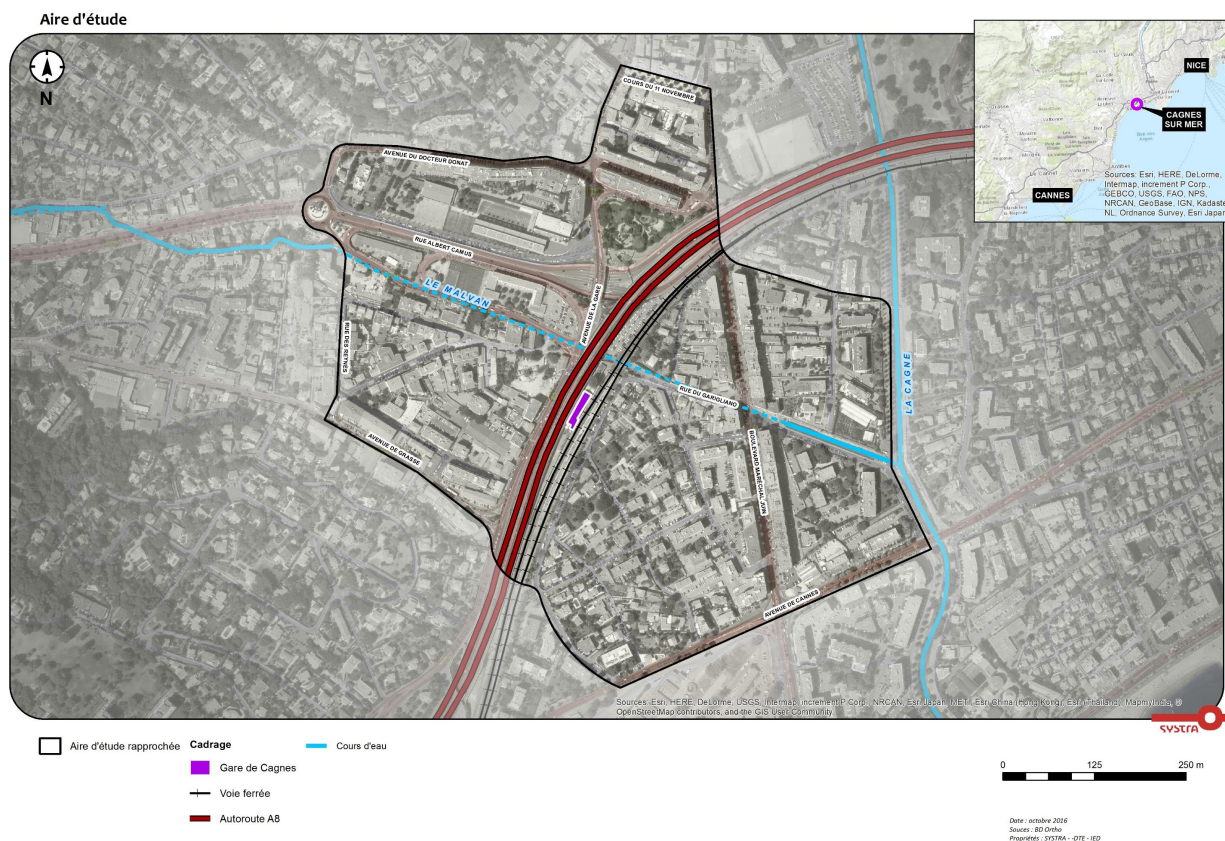 Aire d'étude
N
COURS DU 11 NOVEMBRE
AVENUE DU DOCTEUR DONAT
RUE ALBERT CAMUS
LE MALVAN
AVENUE DE LA GARE
RUE DES REYNES
AVENUE DE GRASSE
RUE DU GARIGLIANO
BOULEVARD MARECHAL JUIN
LA CAGNE
AVENUE DE CANNES
NICE
CAGNES
SUR MER
CANNES
Sources: Esri, HERE, DeLorme,
Intermap, increment P Corp.,
GEBCO, USGS, FAO, NPS,
NRCAN, GeoBase, IGN, Kadaste
NL, Ordnance Survey, Esri Japan
Sources: Esri, HERE, DeLorme, USGS, Intermap, increment P Corp., NRCAN, Esri Japan, METI, Esri China (Hong Kong), Esri (Thailand), MapmyIndia, ©
OpenStreetMap contributors, and the GIS User Community
SYSTRA
Aire d'étude rapprochée
Cadrage
Gare de Cagnes
Voie ferrée
Autoroute A8
Cours d'eau
0 125 250 m
Date : octobre 2016
Souces : BD Ortho
Propriétés : SYSTRA - -DTE - IED